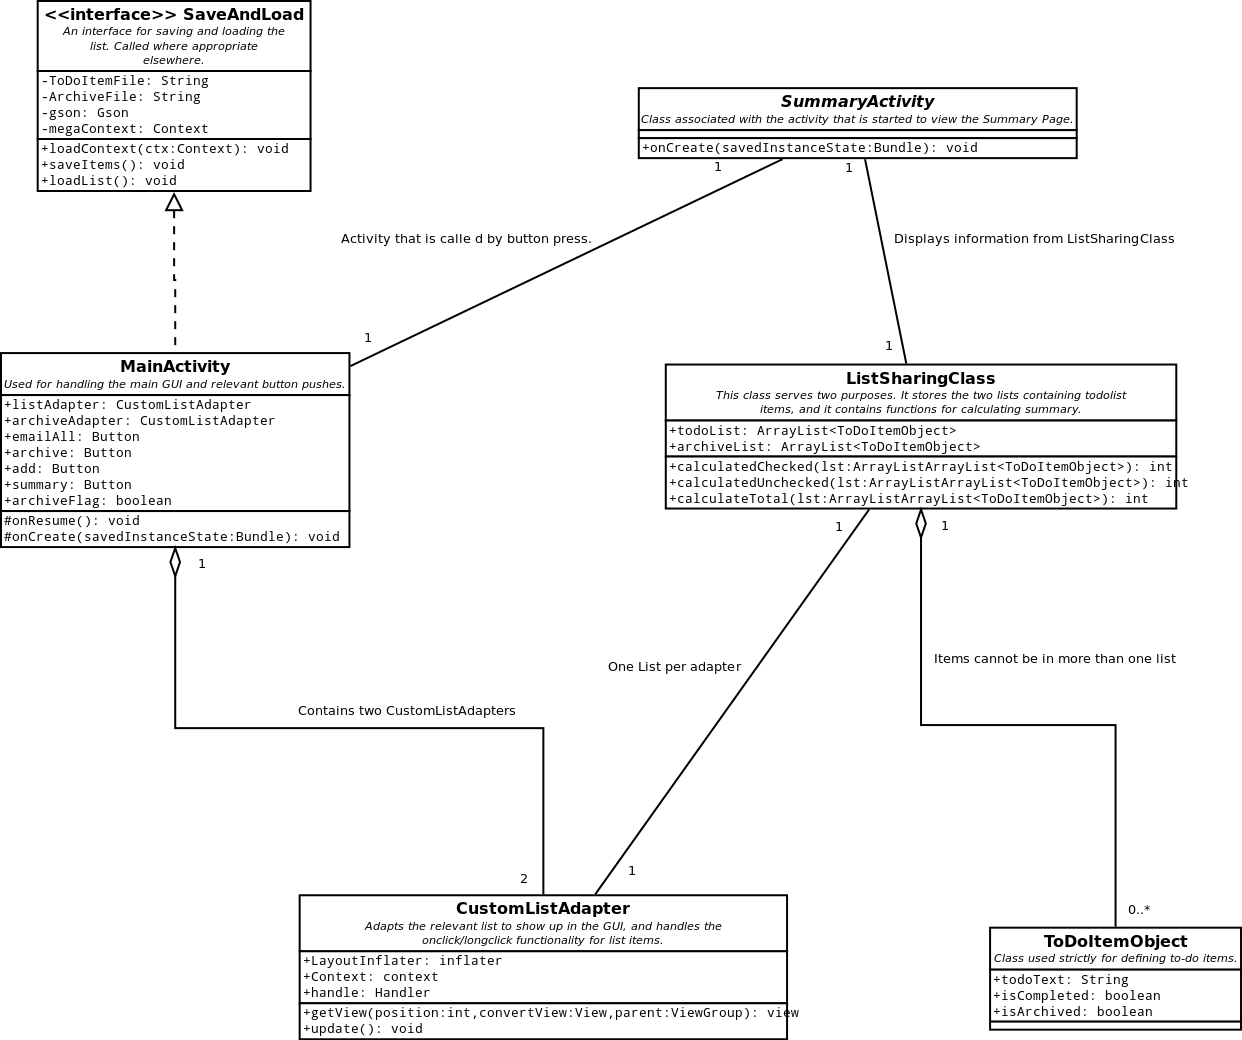 <<interface>> SaveAndLoad
An interface for saving and loading the
list. Called where appropriate
elsewhere.
-ToDoItemFile: String
-ArchiveFile: String
-gson: Gson
-megaContext: Context
+loadContext(ctx:Context): void
+saveItems(): void
+loadList(): void
SummaryActivity
Class associated with the activity that is started to view the Summary Page.
+onCreate(savedInstanceState:Bundle): void
1
1
Activity that is calle d by button press.
Displays information from ListSharingClass
1
1
MainActivity
Used for handling the main GUI and relevant button pushes.
+listAdapter: CustomListAdapter
+archiveAdapter: CustomListAdapter
+emailAll: Button
+archive: Button
+add: Button
+summary: Button
+archiveFlag: boolean
#onResume(): void
#onCreate(savedInstanceState:Bundle): void
ListSharingClass
This class serves two purposes. It stores the two lists containing todolist
items, and it contains functions for calculating summary.
+todoList: ArrayList<ToDoItemObject>
+archiveList: ArrayList<ToDoItemObject>
+calculatedChecked(lst:ArrayListArrayList<ToDoItemObject>): int
+calculatedUnchecked(lst:ArrayListArrayList<ToDoItemObject>): int
+calculateTotal(lst:ArrayListArrayList<ToDoItemObject>): int
1
1
1
One List per adapter
Items cannot be in more than one list
Contains two CustomListAdapters
2
1
0..*
CustomListAdapter
Adapts the relevant list to show up in the GUI, and handles the
onclick/longclick functionality for list items.
+LayoutInflater: inflater
+Context: context
+handle: Handler
+getView(position:int,convertView:View,parent:ViewGroup): view
+update(): void
ToDoItemObject
Class used strictly for defining to-do items.
+todoText: String
+isCompleted: boolean
+isArchived: boolean